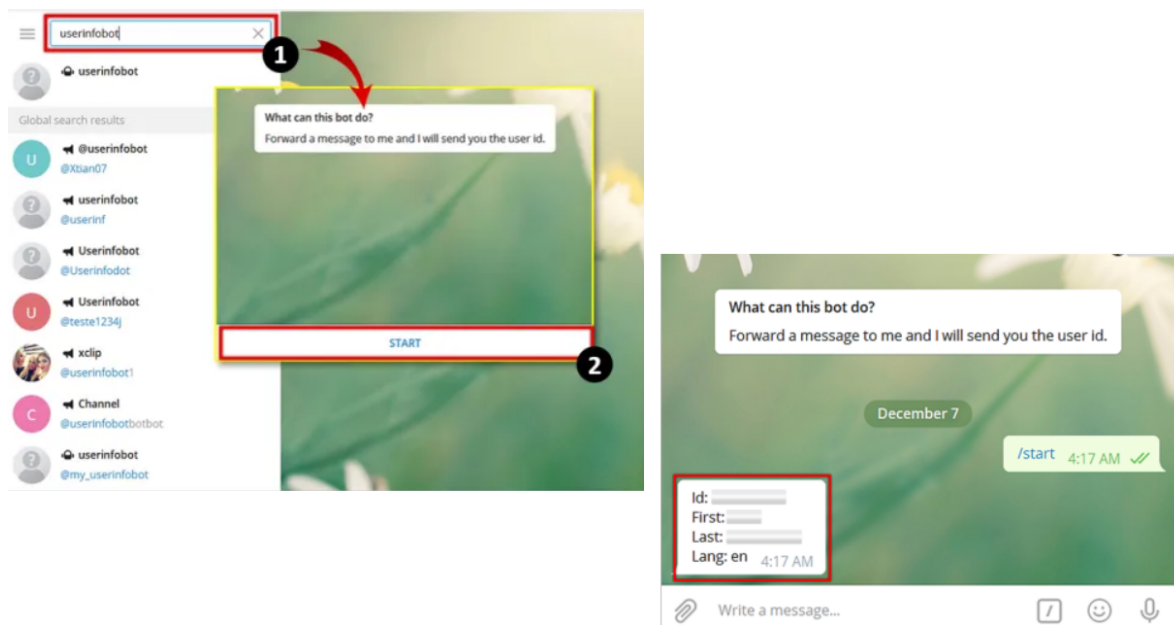 userinfobot
1
userinfobot
Global search results
U
@userinfobot
@Xtian07
userinfobot
@userinf
Userinfobot
@Userinfodot
U
Userinfobot
@teste1234j
xclip
@userinfobot1
C
Channel
@userinfobotbotbot
userinfobot
@my_userinfobot
What can this bot do?
Forward a message to me and I will send you the user id.
START
2
What can this bot do?
Forward a message to me and I will send you the user id.
December 7
/start 4:17 AM
Id:
First:
Last:
Lang: en 4:17 AM
Write a message...